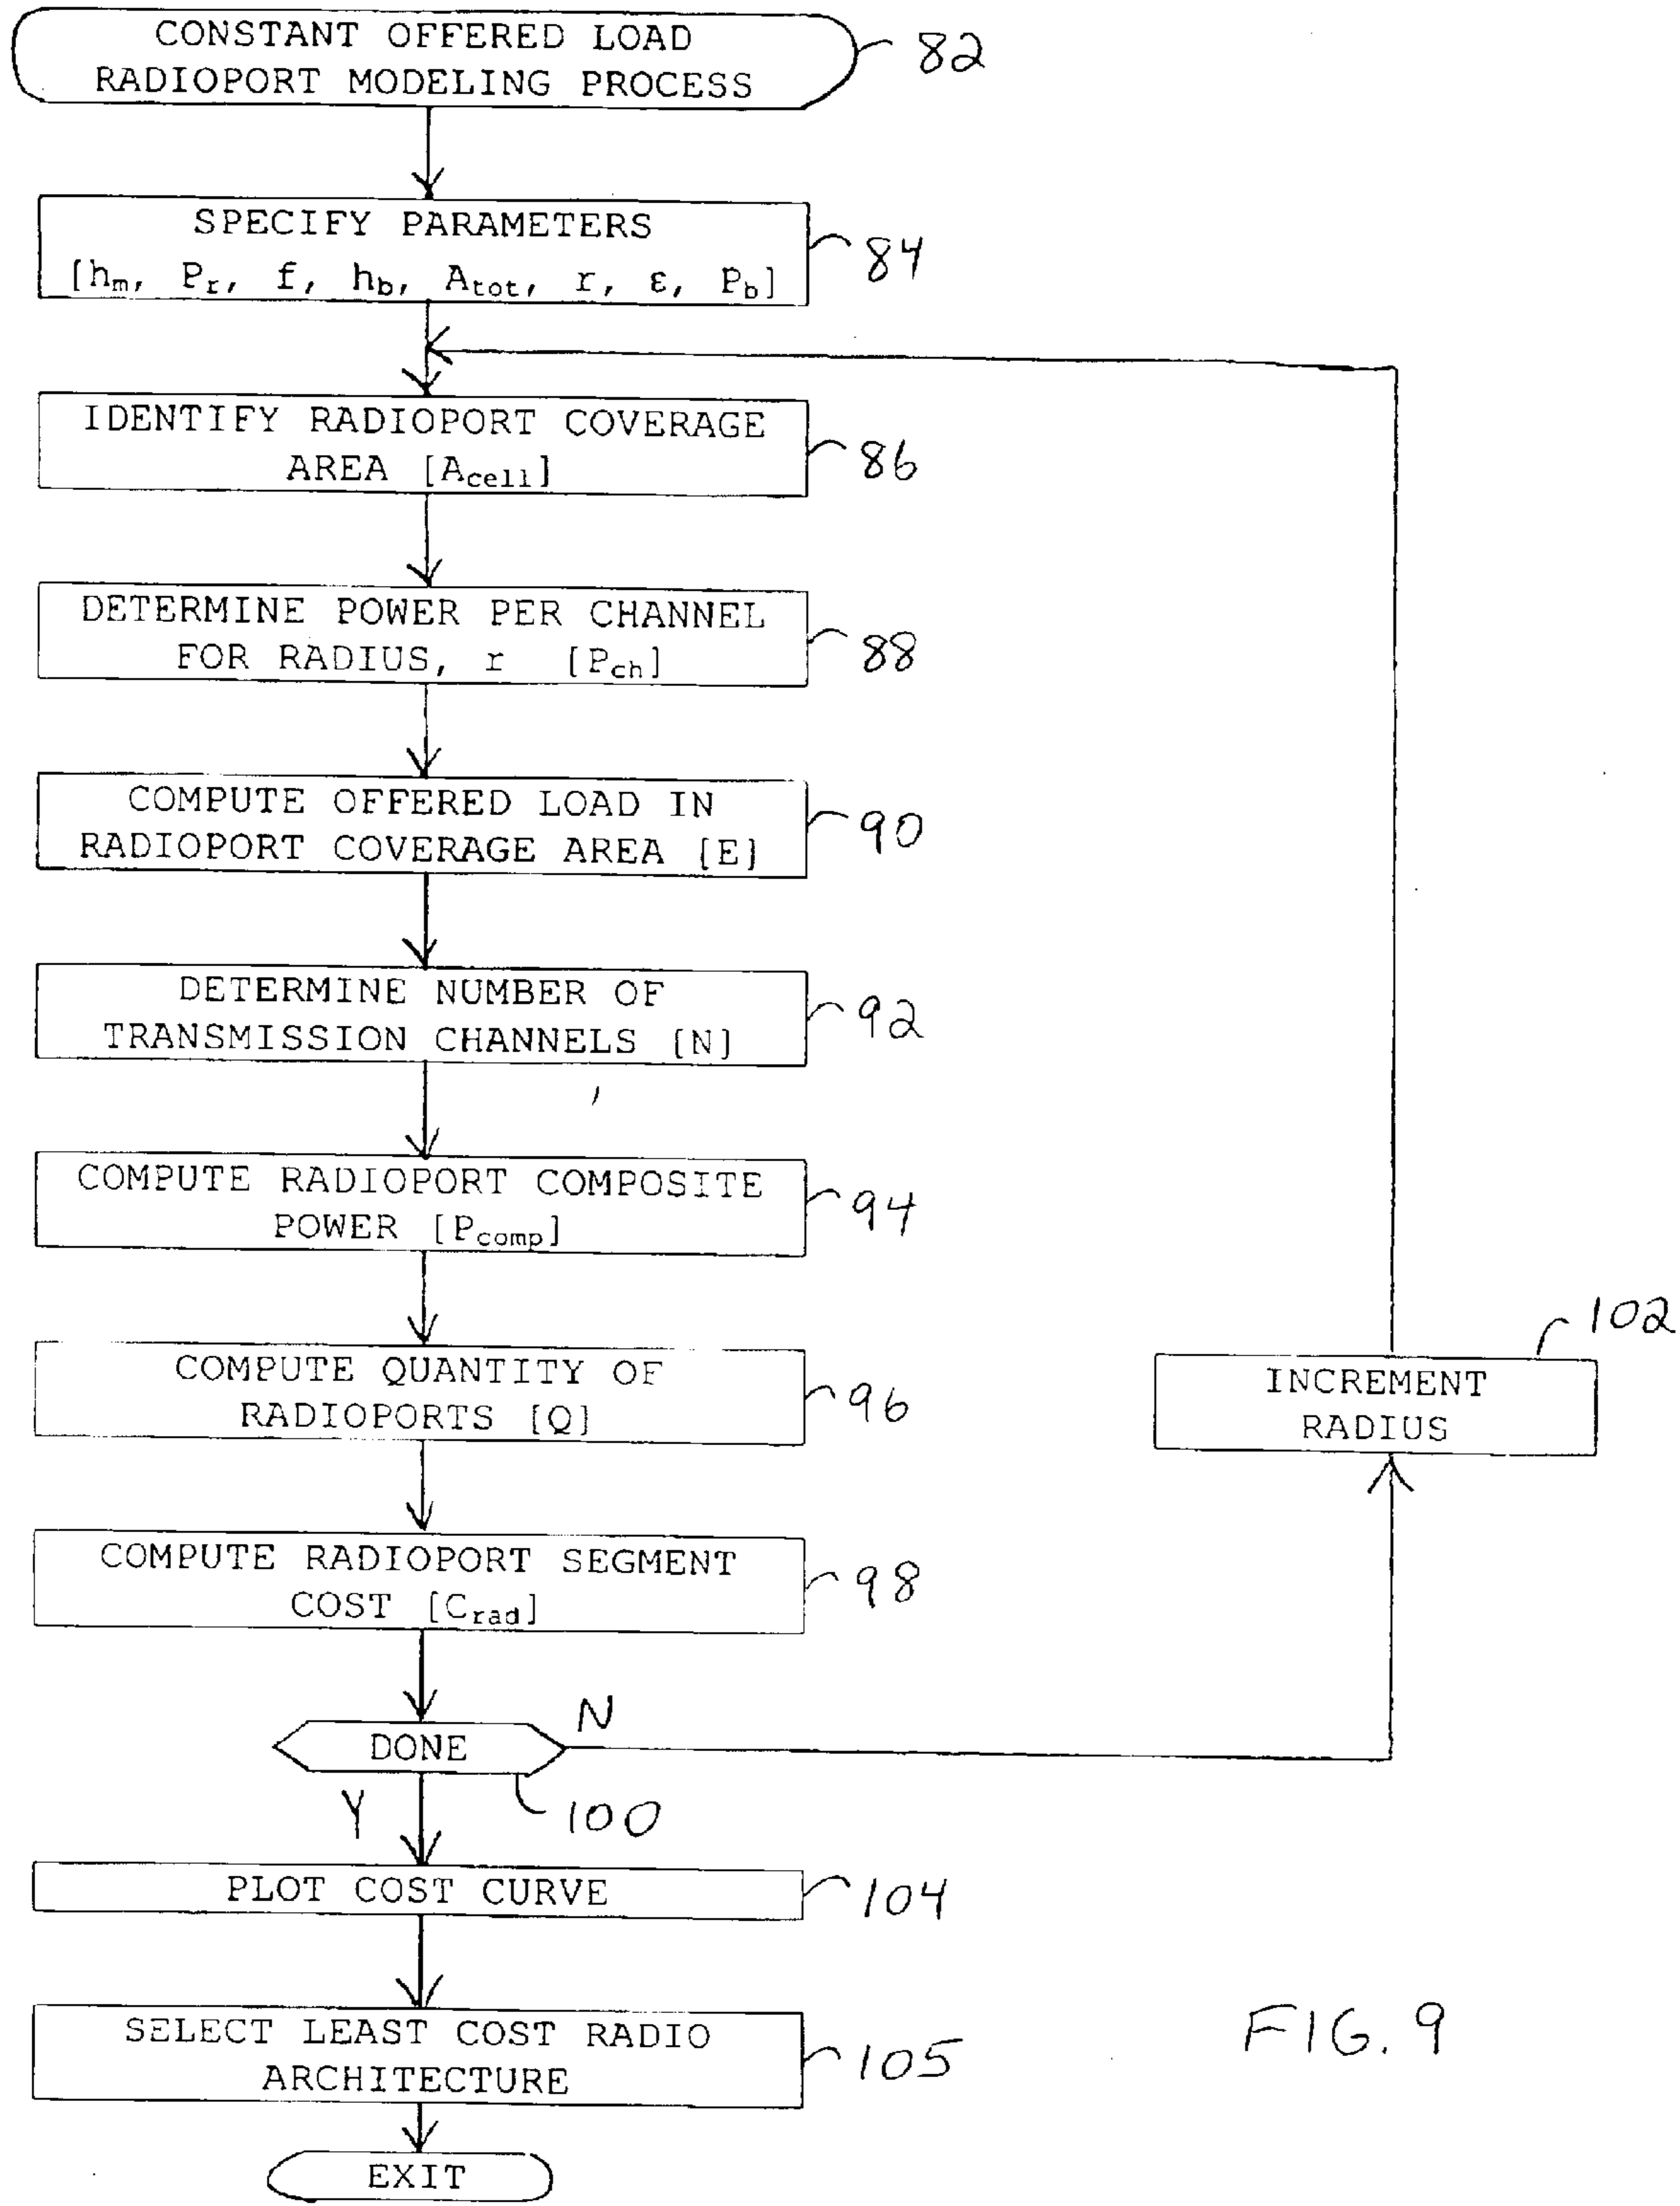 CONSTANT OFFERED LOAD
RADIOPORT MODELING PROCESS
82
SPECIFY PARAMETERS
[hm, Pr, f, hb, Atot, r, ε, Pb]
84
IDENTIFY RADIOPORT COVERAGE
AREA [Acell]
86
DETERMINE POWER PER CHANNEL
FOR RADIUS, r [Pch]
88
COMPUTE OFFERED LOAD IN
RADIOPORT COVERAGE AREA [E]
90
DETERMINE NUMBER OF
TRANSMISSION CHANNELS [N]
92
COMPUTE RADIOPORT COMPOSITE
POWER [Pcomp]
94
COMPUTE QUANTITY OF
RADIOPORTS [Q]
96
102
INCREMENT
RADIUS
COMPUTE RADIOPORT SEGMENT
COST [Crad]
98
DONE
N
Y
100
PLOT COST CURVE
104
SELECT LEAST COST RADIO
ARCHITECTURE
105
EXIT
FIG. 9